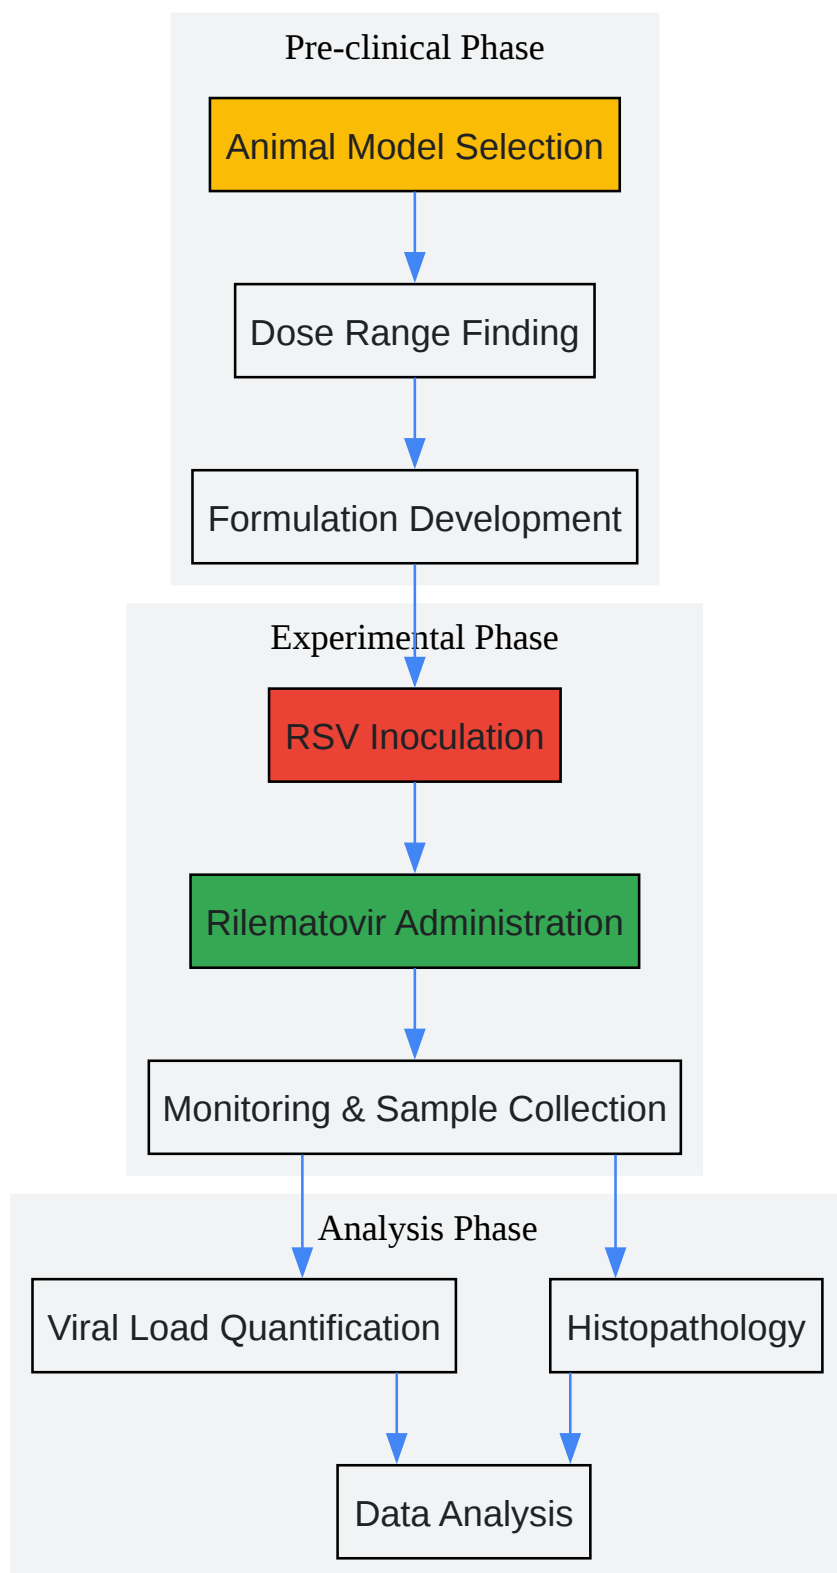 Pre-clinical Phase
Animal Model Selection
Dose Range Finding
Formulation Development
Experimental Phase
RSV Inoculation
Rilematovir Administration
Monitoring & Sample Collection
Analysis Phase
Viral Load Quantification
Histopathology
Data Analysis